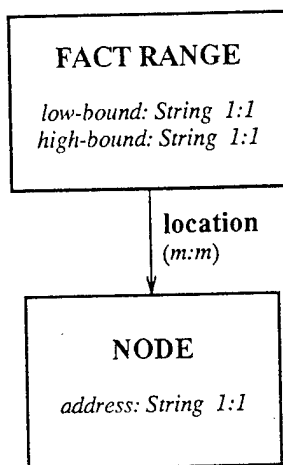 FACT RANGE
low-bound: String 1:1
high-bound: String 1:1
location
(m:m)
NODE
address: String 1:1